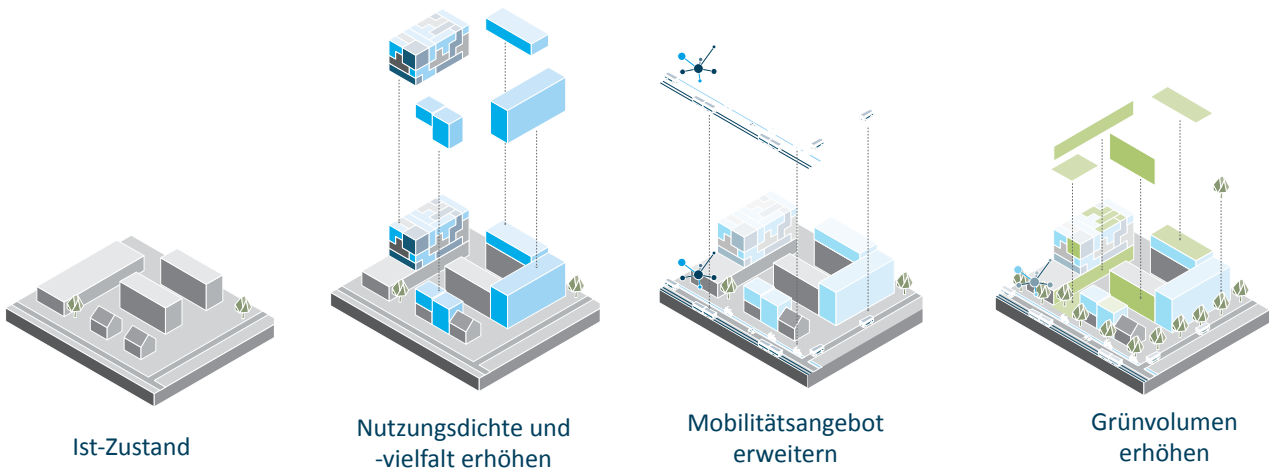 Ist-Zustand
Nutzungsdichte und
-vielfalt erhöhen
Mobilitätsangebot
erweitern
Grünvolumen
erhöhen